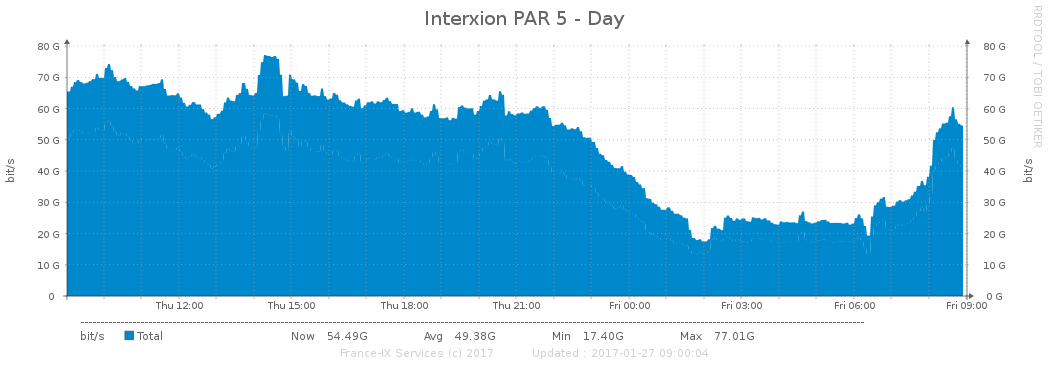 Interxion PAR 5 - Day
RRDTOOL / TOBI OETIKER
80 G 80 G
70 G 70 G
60 G 60 G
50 G 50 G
40 G 40 G
30 G 30 G
20 G 20 G
10 G 10 G
0 0 G
bit/s
bit/s
Thu 12:00 Thu 15:00 Thu 18:00 Thu 21:00 Fri 00:00 Fri 03:00 Fri 06:00 Fri 09:00
bit/s Total Now 54.49G Avg 49.38G Min 17.40G Max 77.01G
France-IX Services (c) 2017 Updated : 2017-01-27 09:00:04